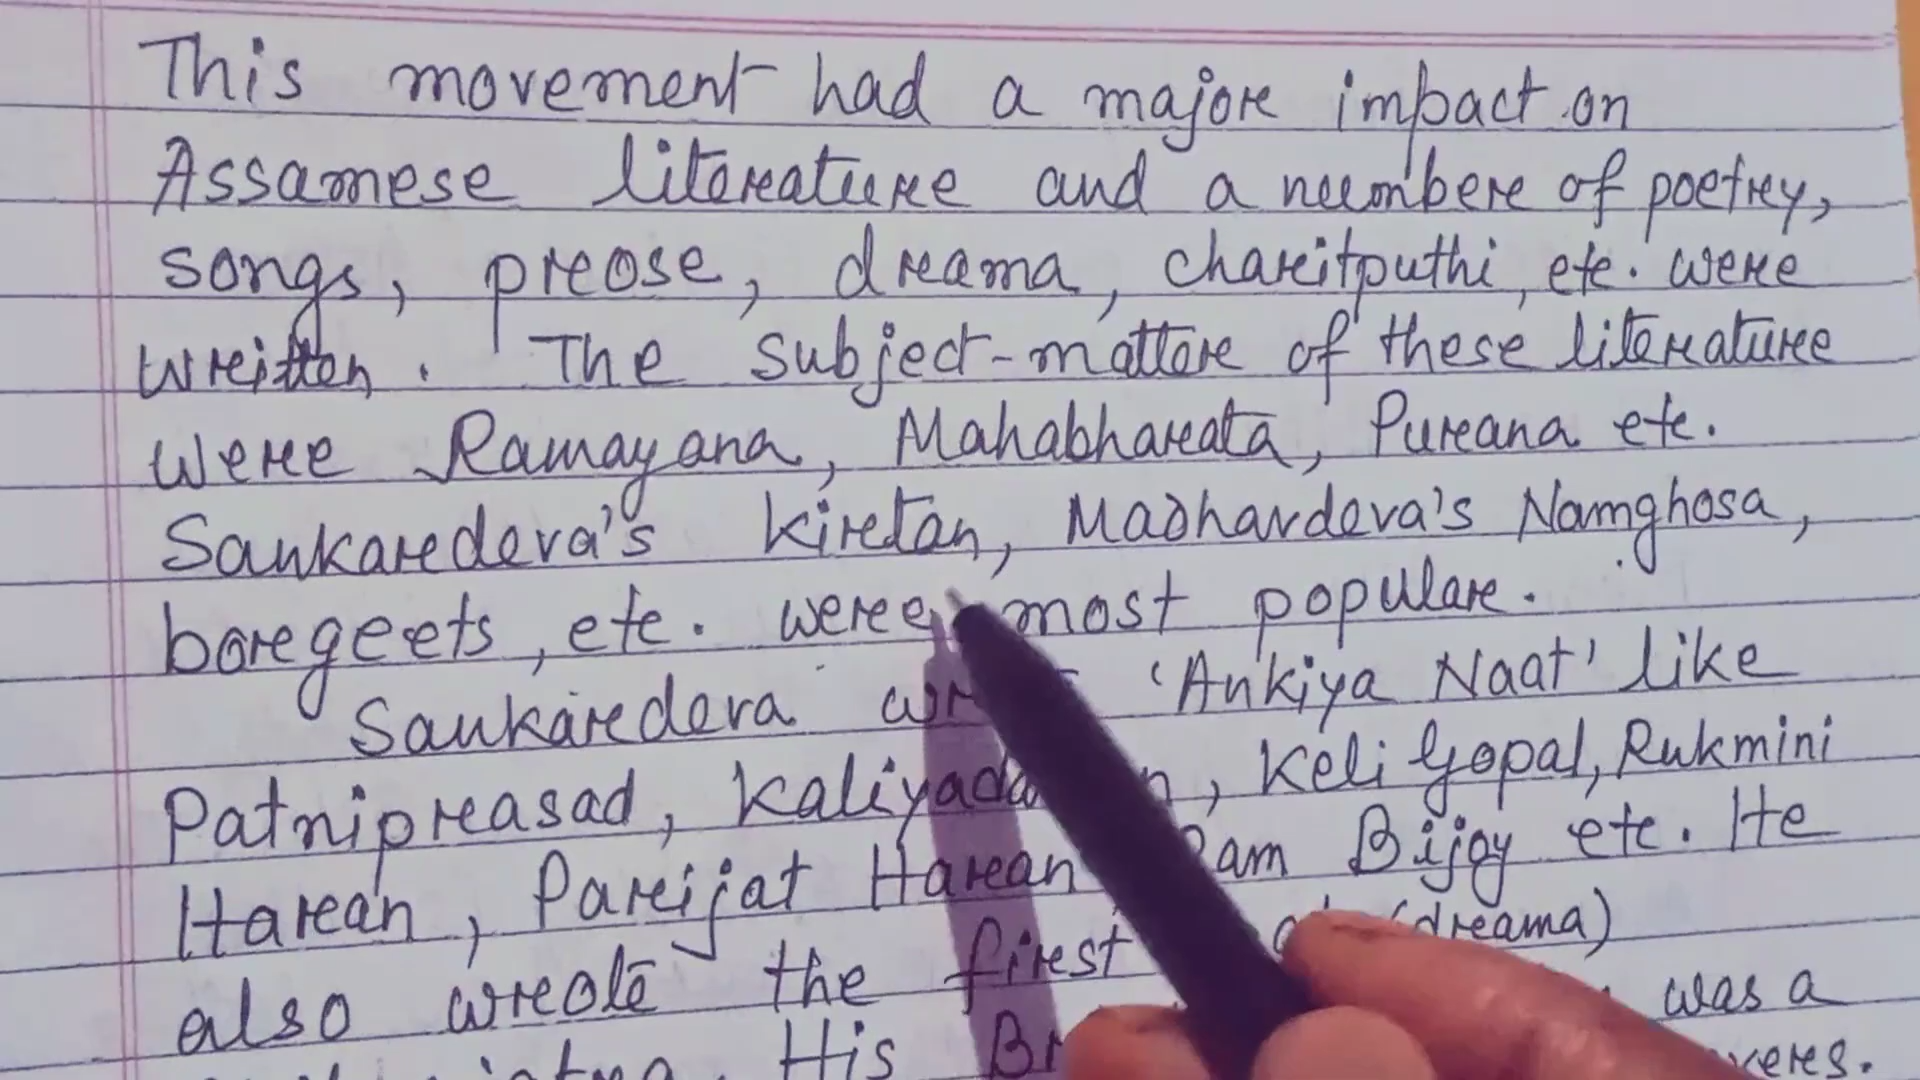 This movement had a major impact on
Assamese literature and a number of poetry,
songs, prose, drama, charitputhi, etc. were
written. The subject-matter of these literature
were Ramayana, Mahabharata, Purana etc.
Sankardeva's Kirtan, Madhavdeva's Namghosa,
borgeets, etc. were most popular.
Sankardeva 'Ankiya Naat' like
Patniprasad, Kaliyadaman, Keli Gopal, Rukmini
Haran, Parijat Haran Ram Bijoy etc. He
also wrote the first (drama)
was a
His